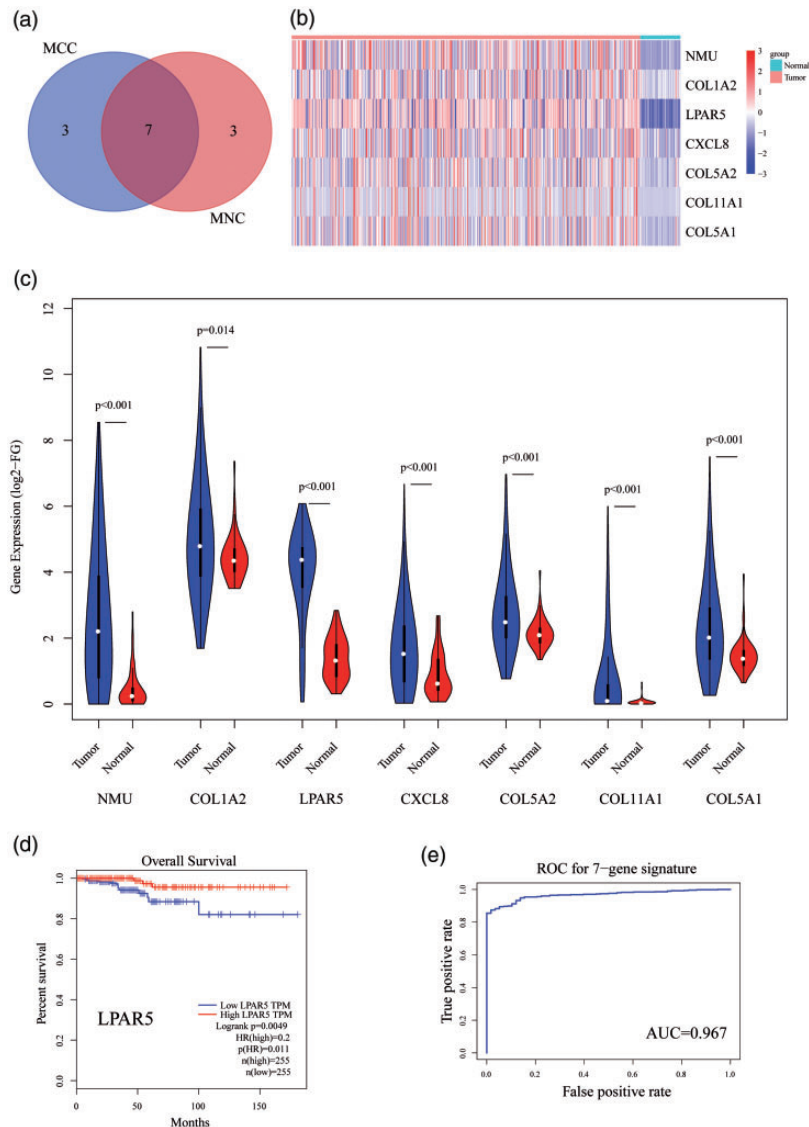 (a)
MCC
3
7
3
MNC
(b)
NMU
COL1A2
LPAR5
CXCL8
COL5A2
COL11A1
COL5A1
3
2
1
0
−1
−2
−3
group
Normal
Tumor
(c)
Gene Expression (log2−FG)
12
10
8
6
4
2
0
p<0.001
p=0.014
p<0.001
p<0.001
p<0.001
p<0.001
p<0.001
Tumor
Normal
Tumor
Normal
Tumor
Normal
Tumor
Normal
Tumor
Normal
Tumor
Normal
Tumor
Normal
NMU
COL1A2
LPAR5
CXCL8
COL5A2
COL11A1
COL5A1
(d)
Overall Survival
Percent survival
1.0
0.8
0.6
0.4
0.2
0.0
LPAR5
Low LPAR5 TPM
High LPAR5 TPM
Logrank p=0.0049
HR(high)=0.2
p(HR)=0.011
n(high)=255
n(low)=255
0
50
100
150
Months
(e)
ROC for 7−gene signature
True positive rate
1.0
0.8
0.6
0.4
0.2
0.0
AUC=0.967
0.0
0.2
0.4
0.6
0.8
1.0
False positive rate